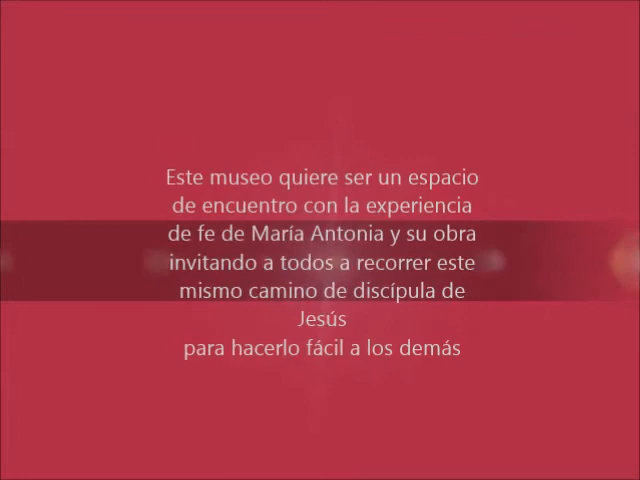 Este museo quiere ser un espacio
de encuentro con la experiencia
de fe de María Antonia y su obra
invitando a todos a recorrer este
mismo camino de discípula de
Jesús
para hacerlo fácil a los demás